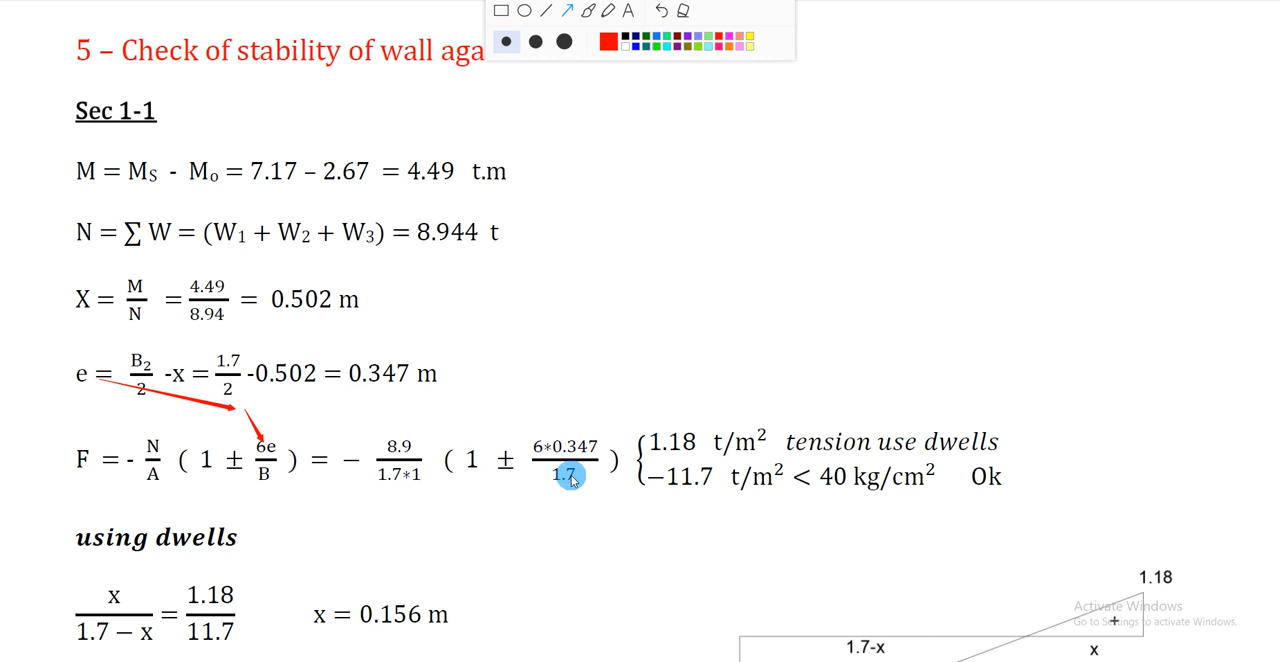 A
5 – Check of stability of wall aga
Sec 1-1
M = M_S - M_o = 7.17 – 2.67 = 4.49 t.m
N = ∑ W = (W₁ + W₂ + W₃) = 8.944 t
X = M/N = 4.49/8.94 = 0.502 m
e = B₂/2 -x = 1.7/2 -0.502 = 0.347 m
F = - N/A ( 1 ± 6e/B ) = − 8.9/1.7*1 ( 1 ± 6*0.347/1.7 ) { 1.18 t/m² tension use dwells
−11.7 t/m² < 40 kg/cm² Ok
using dwells
x/1.7 − x = 1.18/11.7 x = 0.156 m
1.18
Activate Windows
Go to Settings to activate Windows.
+
1.7-x
x